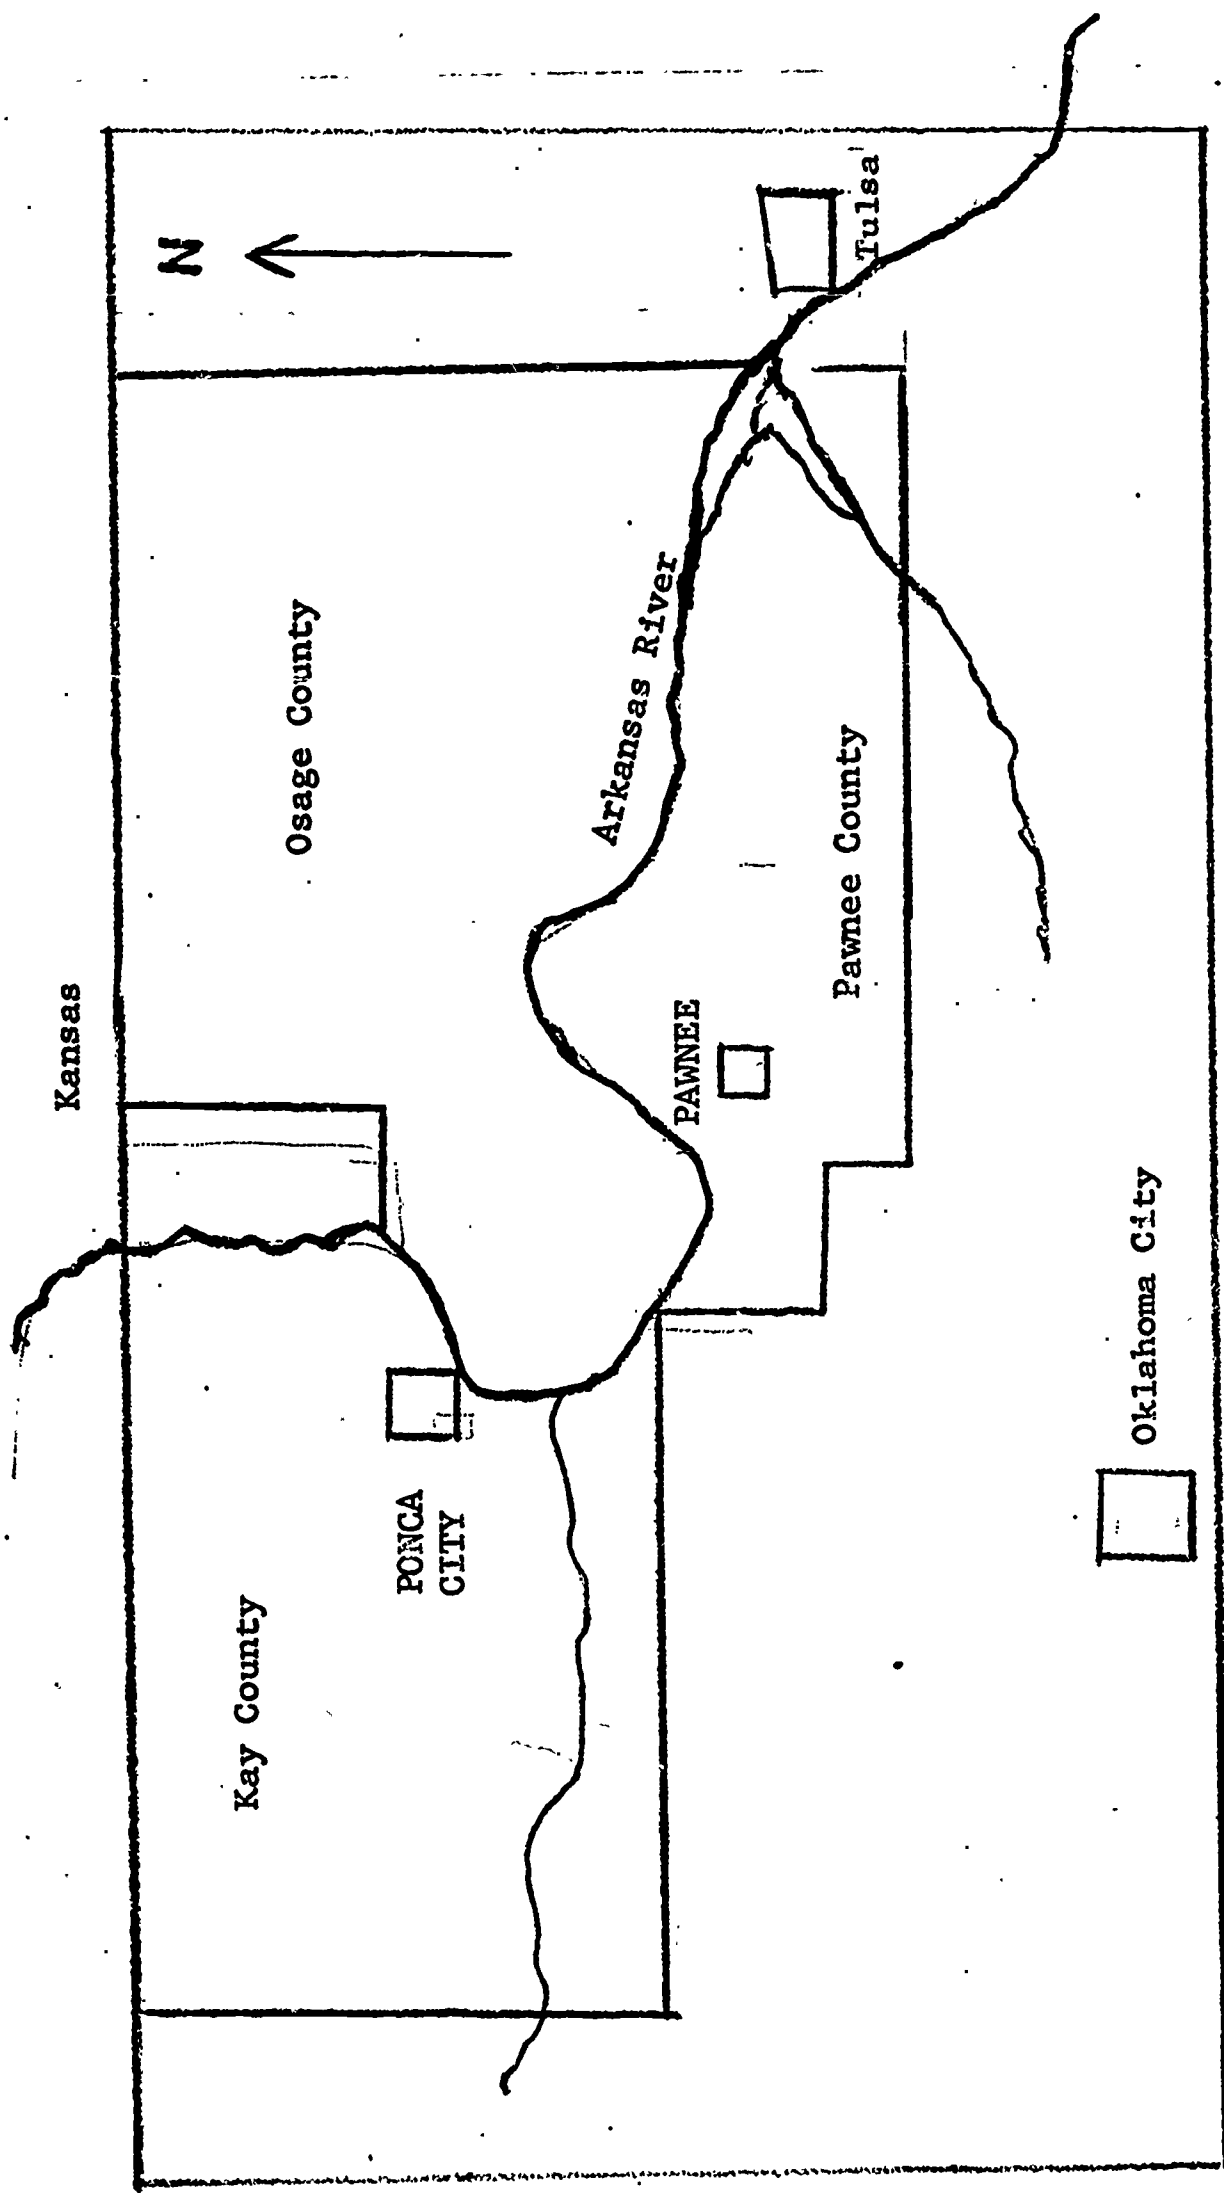 Kansas
N
Kay County
Osage County
PONCA
CITY
Arkansas River
PAWNEE
Pawnee County
Tulsa
Oklahoma City